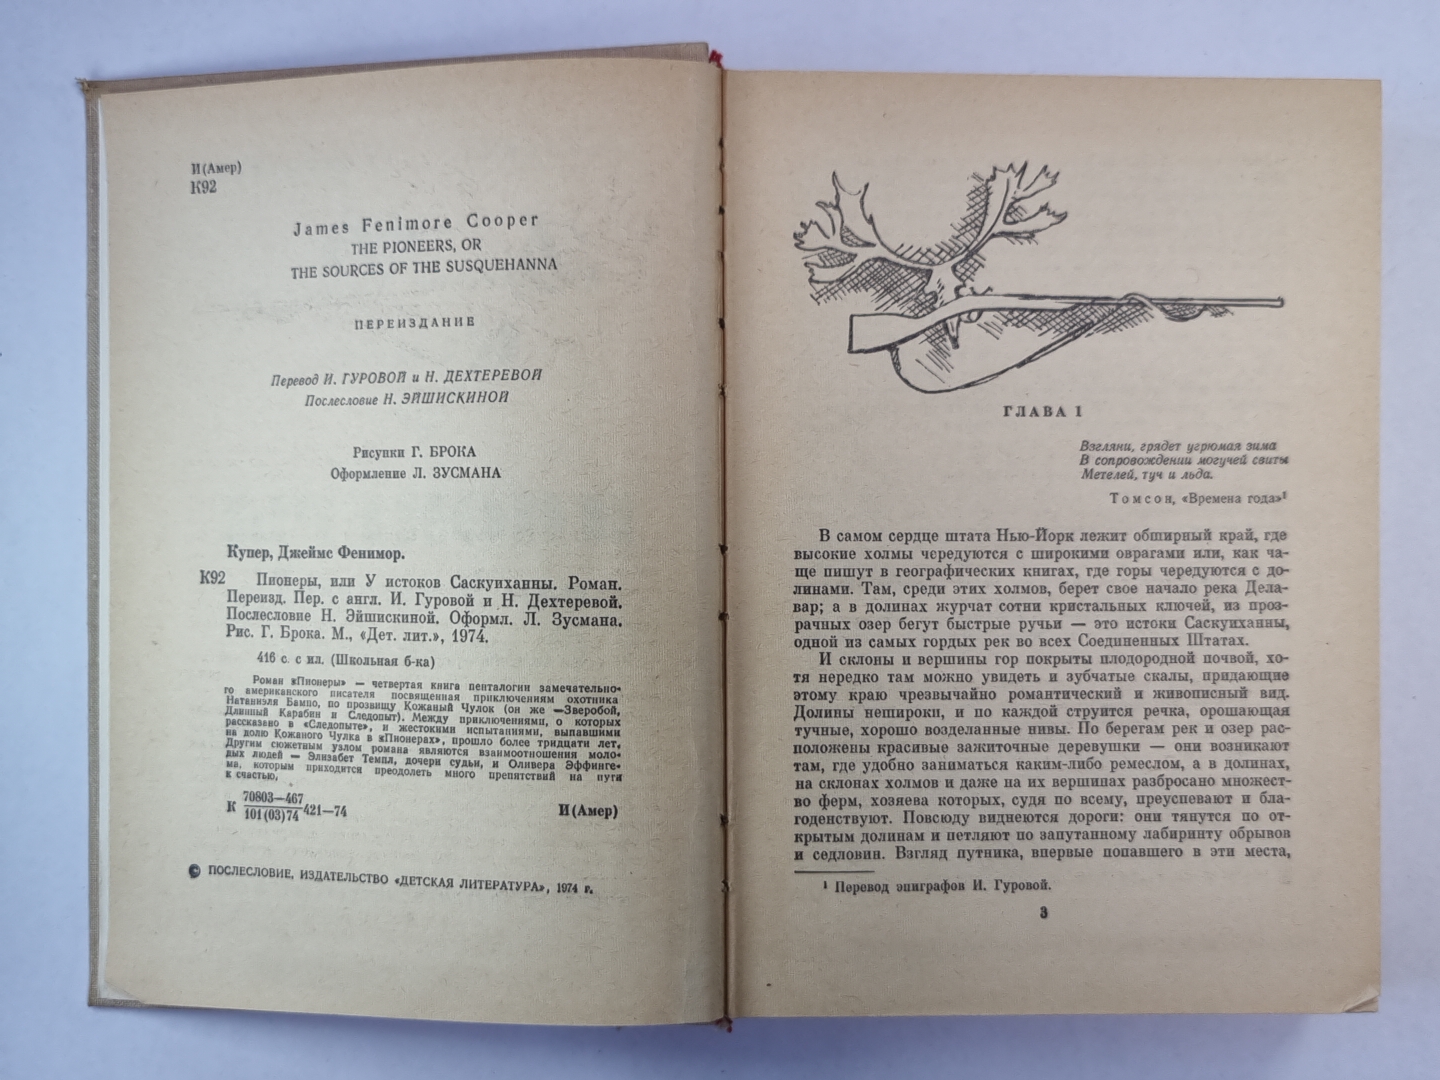 И(Амер)
К92
James Fenimore Cooper
THE PIONEERS, OR
THE SOURCES OF THE SUSQUEHANNA
ПЕРЕИЗДАНИЕ
Перевод И. ГУРОВОЙ и Н. ДЕХТЕРЕВОЙ
Послесловие Н. ЭЙШИСКИНОЙ
Рисунки Г. БРОКА
Оформление Л. ЗУСМАНА
Купер, Джеймс Фенимор.
К92 Пионеры, или У истоков Саскуиханны. Роман.
Переизд. Пер. с англ. И. Гуровой и Н. Дехтеревой.
Послесловие Н. Эйшискиной. Оформл. Л. Зусмана.
Рис. Г. Брока. М., «Дет. лит.», 1974.
416 с. с ил. (Школьная б-ка)
Роман «Пионеры» — четвертая книга пенталогии замечательно-
го американского писателя посвященная приключениям охотника
Натаниэля Бампо, по прозвищу Кожаный Чулок (он же —Зверобой,
Длинный Карабин и Следопыт). Между приключениями, о которых
рассказано в «Следопыте», и жестокими испытаниями, выпавшими
на долю Кожаного Чулка в «Пионерах», прошло более тридцати лет.
Другим сюжетным узлом романа являются взаимоотношения моло-
дых людей — Элизабет Темпл, дочери судьи, и Оливера Эффинге-
ма, которым приходится преодолеть много препятствий на пути
к счастью.
К 70803—467
101(03)74 421—74 И(Амер)
© ПОСЛЕСЛОВИЕ, ИЗДАТЕЛЬСТВО «ДЕТСКАЯ ЛИТЕРАТУРА», 1974 г.
ГЛАВА I
Взгляни, грядет угрюмая зима
В сопровождении могучей свиты
Метелей, туч и льда.
Томсон, «Времена года»¹
В самом сердце штата Нью-Йорк лежит обширный край, где
высокие холмы чередуются с широкими оврагами или, как ча-
ще пишут в географических книгах, где горы чередуются с до-
линами. Там, среди этих холмов, берет свое начало река Дела-
вар; а в долинах журчат сотни кристальных ключей, из проз-
рачных озер бегут быстрые ручьи — это истоки Саскуиханны,
одной из самых гордых рек во всех Соединенных Штатах.
И склоны и вершины гор покрыты плодородной почвой, хо-
тя нередко там можно увидеть и зубчатые скалы, придающие
этому краю чрезвычайно романтический и живописный вид.
Долины нешироки, и по каждой струится речка, орошающая
тучные, хорошо возделанные нивы. По берегам рек и озер рас-
положены красивые зажиточные деревушки — они возникают
там, где удобно заниматься каким-либо ремеслом, а в долинах,
на склонах холмов и даже на их вершинах разбросано множест-
во ферм, хозяева которых, судя по всему, преуспевают и бла-
годенствуют. Повсюду виднеются дороги: они тянутся по от-
крытым долинам и петляют по запутанному лабиринту обрывов
и седловин. Взгляд путника, впервые попавшего в эти места,
¹ Перевод эпиграфов И. Гуровой.
3